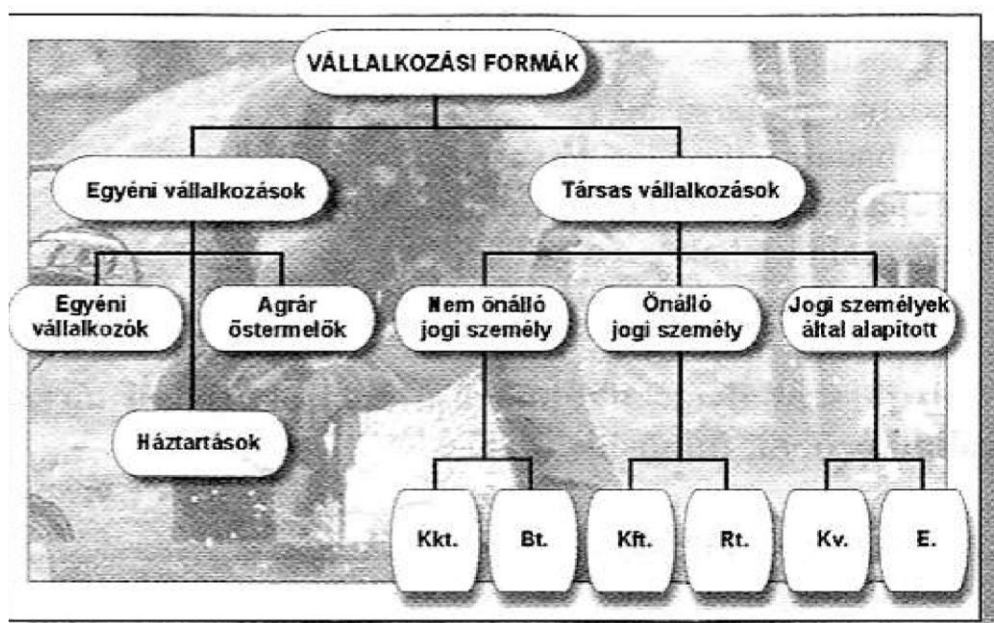 VÁLLALKOZÁSI FORMÁK
Egyéni vállalkozások
Társas vállalkozások
Egyéni
vállalkozók
Agrár
őstermelők
Nem önálló
jogi személy
Önálló
jogi személy
Jogi személyek
által alapított
Háztartások
Kkt.
Bt.
Kft.
Rt.
Kv.
E.